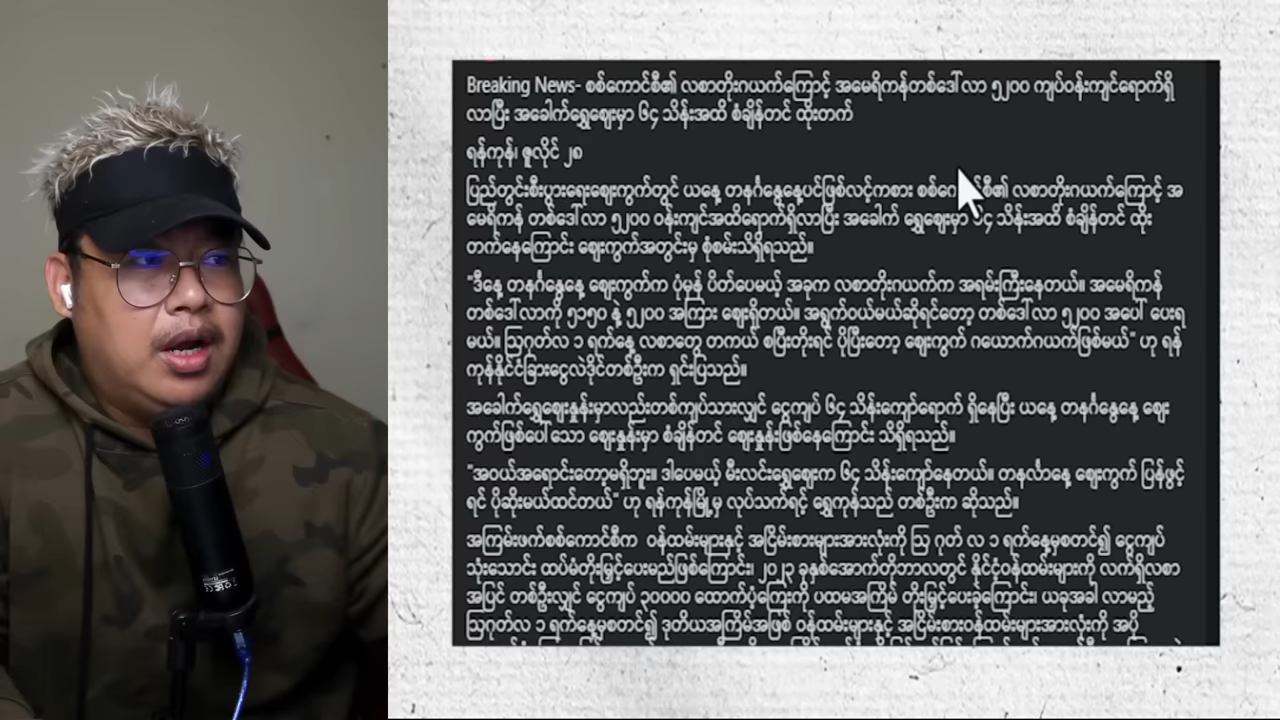 Breaking News- စစ်ကောင်စီ၏ လစာတိုးဂယက်ကြောင့် အမေရိကန်တစ်ဒေါ်လာ ၅၂၀၀ ကျပ်ဝန်းကျင်ရောက်ရှိ
လာပြီး အခေါက်ရွှေဈေးမှာ ၆၄ သိန်းအထိ စံချိန်တင် ထိုးတက်
ရန်ကုန်၊ ဇူလိုင် ၂၈
ပြည်တွင်းစီးပွားရေးဈေးကွက်တွင် ယနေ့ တနင်္ဂနွေနေ့ပင်ဖြစ်လင့်ကစား လစာတိုးဂယက်ကြောင့် အ
မေရိကန် တစ်ဒေါ်လာ ၅၂၀၀ ဝန်းကျင်အထိရောက်ရှိလာပြီး အခေါက် ရွှေဈေးမှာ သိန်းအထိ စံချိန်တင် ထိုး
တက်နေကြောင်း ဈေးကွက်အတွင်းမှ စုံစမ်းသိရှိရသည်။
"ဒီနေ့ တနင်္ဂနွေနေ့ ဈေးကွက်က ပုံမှန် ပိတ်ပေမယ့် အခုက လစာတိုးဂယက်က အရမ်းကြီးနေတယ်။ အမေရိကန်
တစ်ဒေါ်လာကို ၅၁၅၀ နဲ့ ၅၂၀၀ အကြား ဈေးရှိတယ်။ အရွက်ဝယ်မယ်ဆိုရင်တော့ တစ်ဒေါ်လာ ၅၂၀၀ အပေါ် ပေးရ
မယ်။ ဩဂုတ်လ ၁ ရက်နေ့ လစာတွေ တကယ် စပြီးတိုးရင် ပိုပြီးတော့ ဈေးကွက် ဂယောက်ဂယက်ဖြစ်မယ်" ဟု ရန်
ကုန်နိုင်ငံခြားငွေလဲဒိုင်တစ်ဦးက ရှင်းပြသည်။
အခေါက်ရွှေဈေးနှုန်းမှာလည်းတစ်ကျပ်သားလျှင် ငွေကျပ် ၆၄ သိန်းကျော်ရောက် ရှိနေပြီး ယနေ့ တနင်္ဂနွေနေ့ ဈေး
ကွက်ဖြစ်ပေါ်သော ဈေးနှုန်းမှာ စံချိန်တင် ဈေးနှုန်းဖြစ်နေကြောင်း သိရှိရသည်။
"အဝယ်အရောင်းတော့မရှိဘူး။ ဒါပေမယ့် မီးလင်းရွှေဈေးက ၆၄ သိန်းကျော်နေတယ်။ တနင်္လာနေ့ ဈေးကွက် ပြန်ဖွင့်
ရင် ပိုဆိုးမယ်ထင်တယ်" ဟု ရန်ကုန်မြို့မှ လုပ်သက်ရင့် ရွှေကုန်သည် တစ်ဦးက ဆိုသည်။
အကြမ်းဖက်စစ်ကောင်စီက ဝန်ထမ်းများနှင့် အငြိမ်းစားများအားလုံးကို ဩ ဂုတ် လ ၁ ရက်နေ့မှစတင်၍ ငွေကျပ်
သုံးသောင်း ထပ်မံတိုးမြှင့်ပေးမည်ဖြစ်ကြောင်း၊ ၂၀၂၃ ခုနှစ်အောက်တိုဘာလတွင် နိုင်ငံ့ဝန်ထမ်းများကို လက်ရှိလစာ
အပြင် တစ်ဦးလျှင် ငွေကျပ် ၃၀၀၀၀ ထောက်ပံ့ကြေးကို ပထမအကြိမ် တိုးမြှင့်ပေးခဲ့ကြောင်း၊ ယခုအခါ လာမည့်
ဩဂုတ်လ ၁ ရက်နေ့မှစတင်၍ ဒုတိယအကြိမ်အဖြစ် ဝန်ထမ်းများနှင့် အငြိမ်းစားဝန်ထမ်းများအားလုံးကို အပို